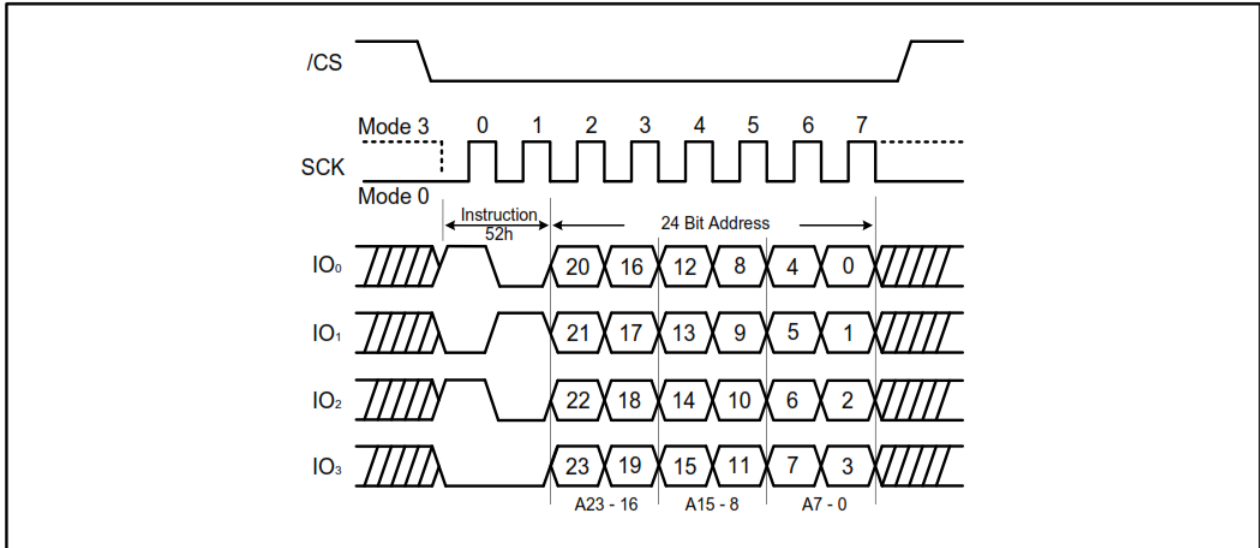 /CS
Mode 3 0 1 2 3 4 5 6 7
SCK
Mode 0
Instruction
52h
24 Bit Address
IO₀ 20 16 12 8 4 0
IO₁ 21 17 13 9 5 1
IO₂ 22 18 14 10 6 2
IO₃ 23 19 15 11 7 3
A23 - 16 A15 - 8 A7 - 0